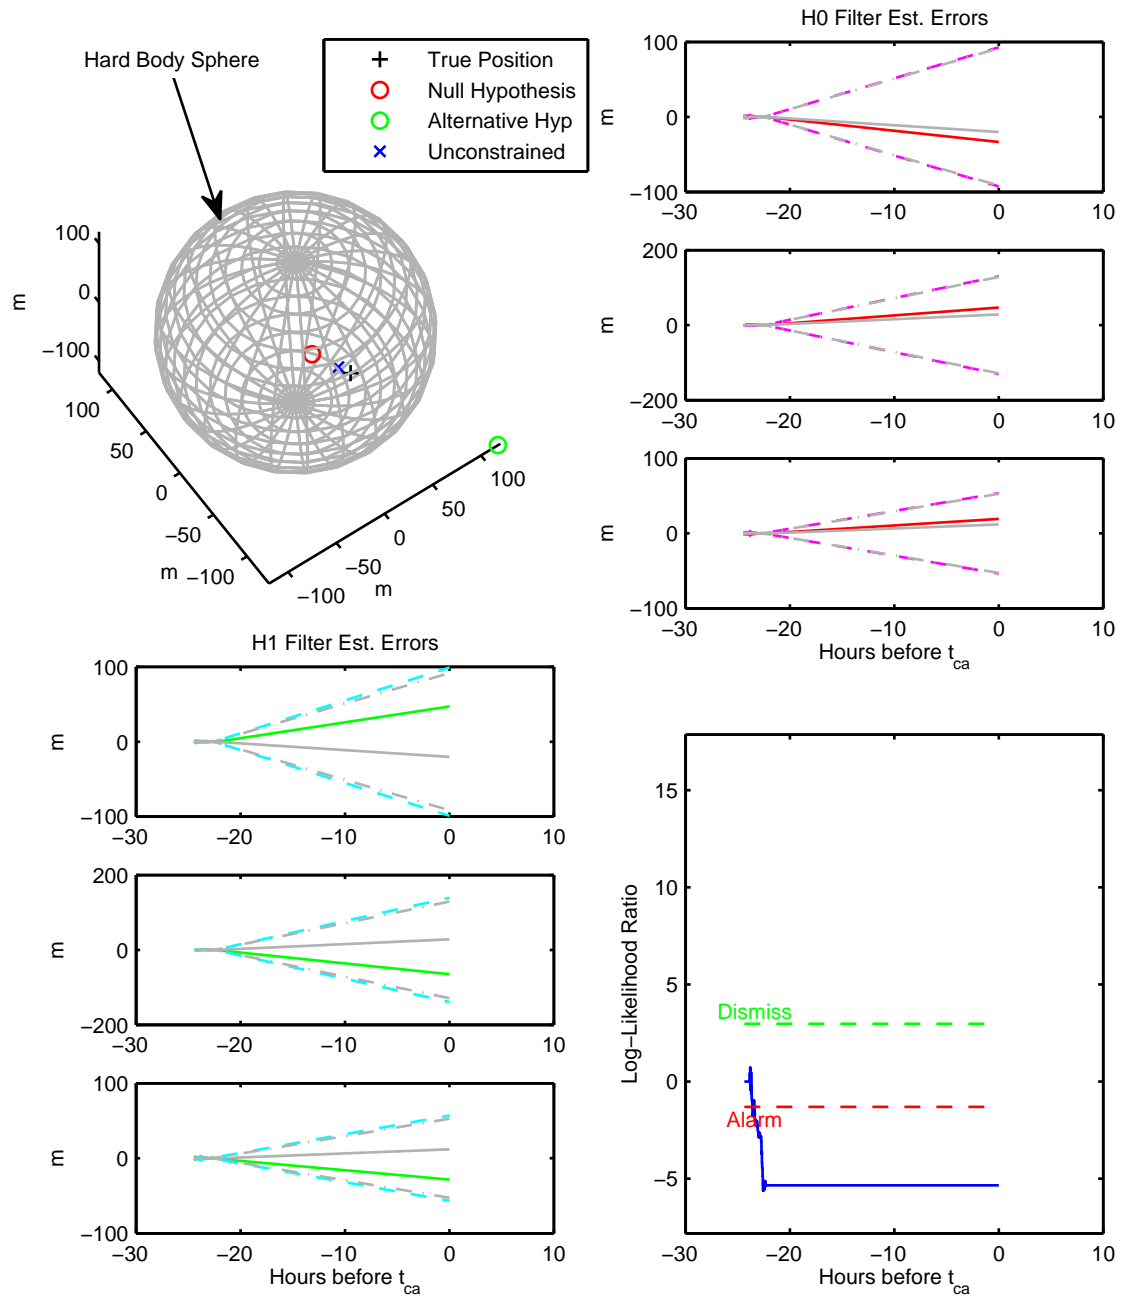 Hard Body Sphere
True Position
Null Hypothesis
Alternative Hyp
Unconstrained
100
0
−100
m
100
50
0
−50
−100
m
−100
−50
0
50
100
m
H0 Filter Est. Errors
100
0
−100
m
−30 −20 −10 0 10
200
0
−200
m
−30 −20 −10 0 10
100
0
−100
m
−30 −20 −10 0 10
Hours before t_ca
H1 Filter Est. Errors
100
0
−100
m
−30 −20 −10 0 10
200
0
−200
m
−30 −20 −10 0 10
100
0
−100
m
−30 −20 −10 0 10
Hours before t_ca
15
10
5
0
−5
Log−Likelihood Ratio
Dismiss
Alarm
−30 −20 −10 0 10
Hours before t_ca